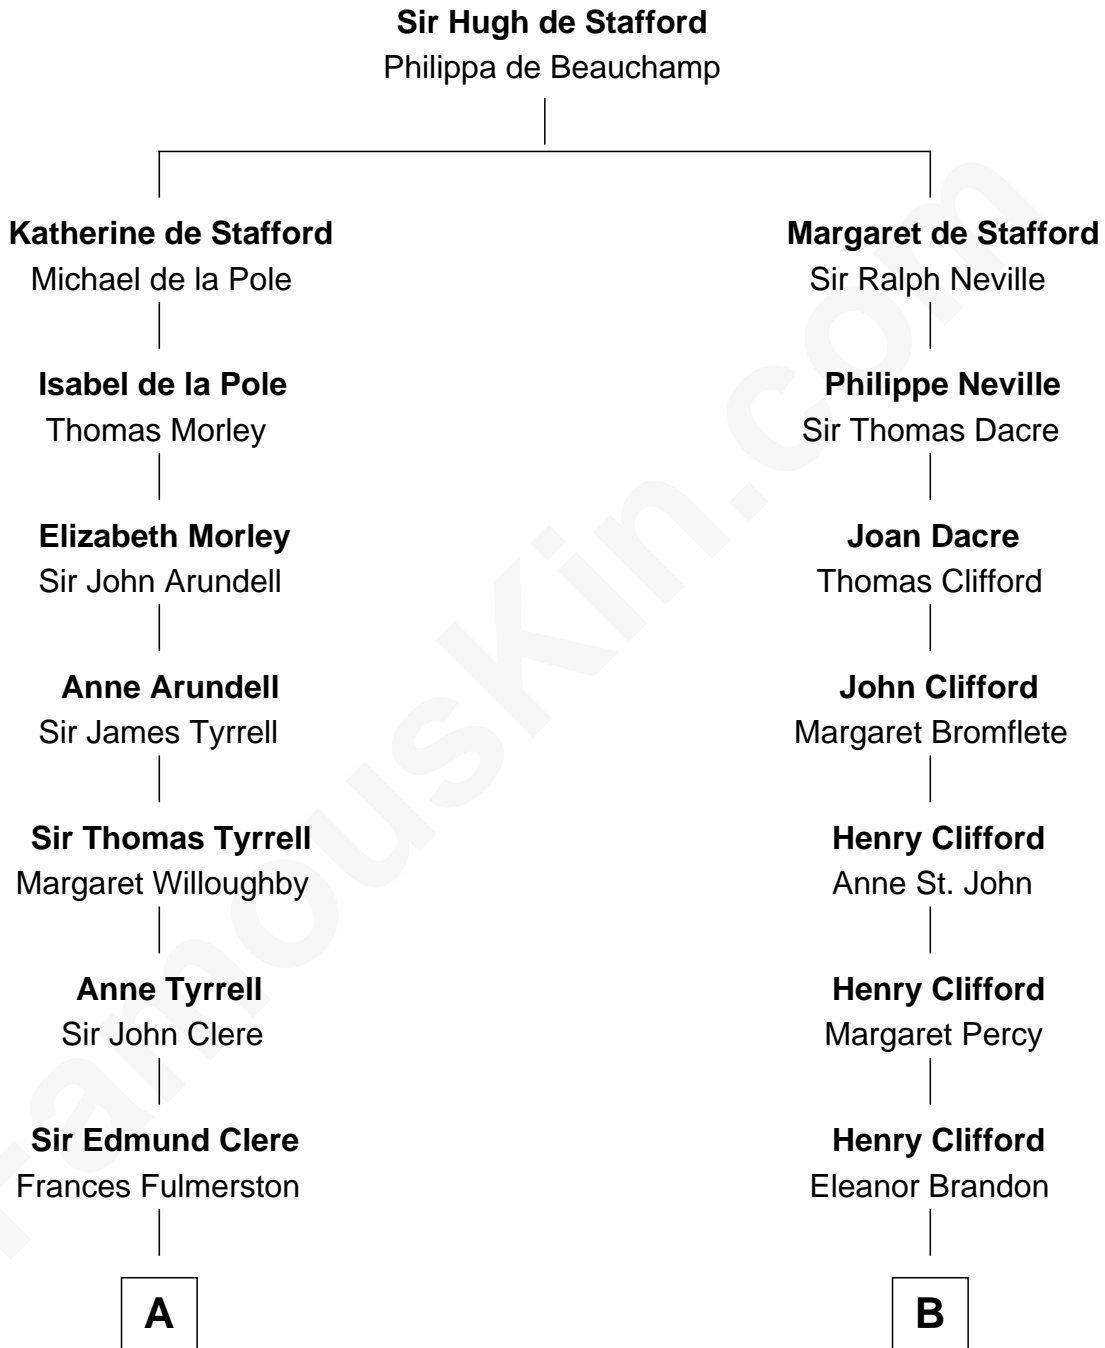 Sir Hugh de Stafford
Philippa de Beauchamp
Katherine de Stafford
Michael de la Pole
Margaret de Stafford
Sir Ralph Neville
Isabel de la Pole
Thomas Morley
Philippe Neville
Sir Thomas Dacre
Elizabeth Morley
Sir John Arundell
Joan Dacre
Thomas Clifford
Anne Arundell
Sir James Tyrrell
John Clifford
Margaret Bromflete
Sir Thomas Tyrrell
Margaret Willoughby
Henry Clifford
Anne St. John
Anne Tyrrell
Sir John Clere
Henry Clifford
Margaret Percy
Sir Edmund Clere
Frances Fulmerston
Henry Clifford
Eleanor Brandon
A
B
FamousKin.com